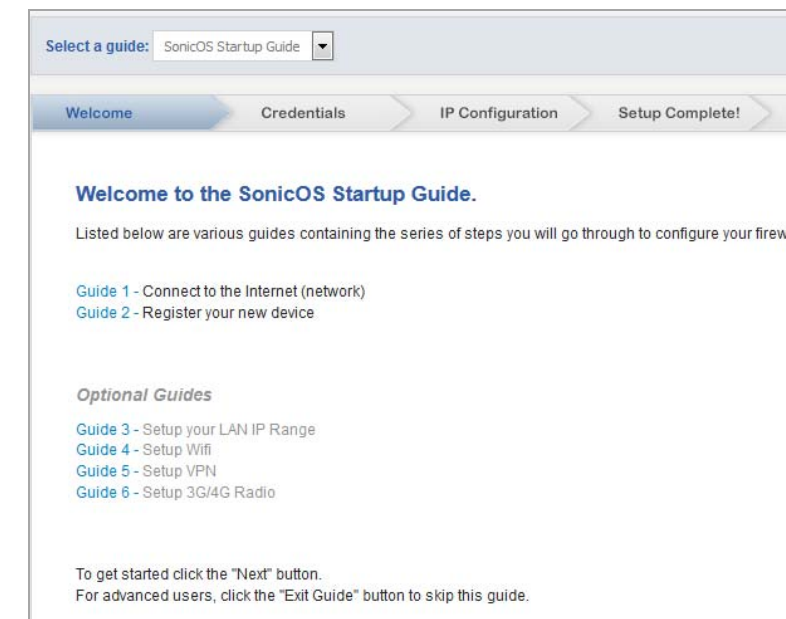 Select a guide: SonicOS Startup Guide
Welcome Credentials IP Configuration Setup Complete!
Welcome to the SonicOS Startup Guide.
Listed below are various guides containing the series of steps you will go through to configure your
Guide 1 - Connect to the Internet (network)
Guide 2 - Register your new device
Optional Guides
Guide 3 - Setup your LAN IP Range
Guide 4 - Setup Wifi
Guide 5 - Setup VPN
Guide 6 - Setup 3G/4G Radio
To get started click the "Next" button.
For advanced users, click the "Exit Guide" button to skip this guide.